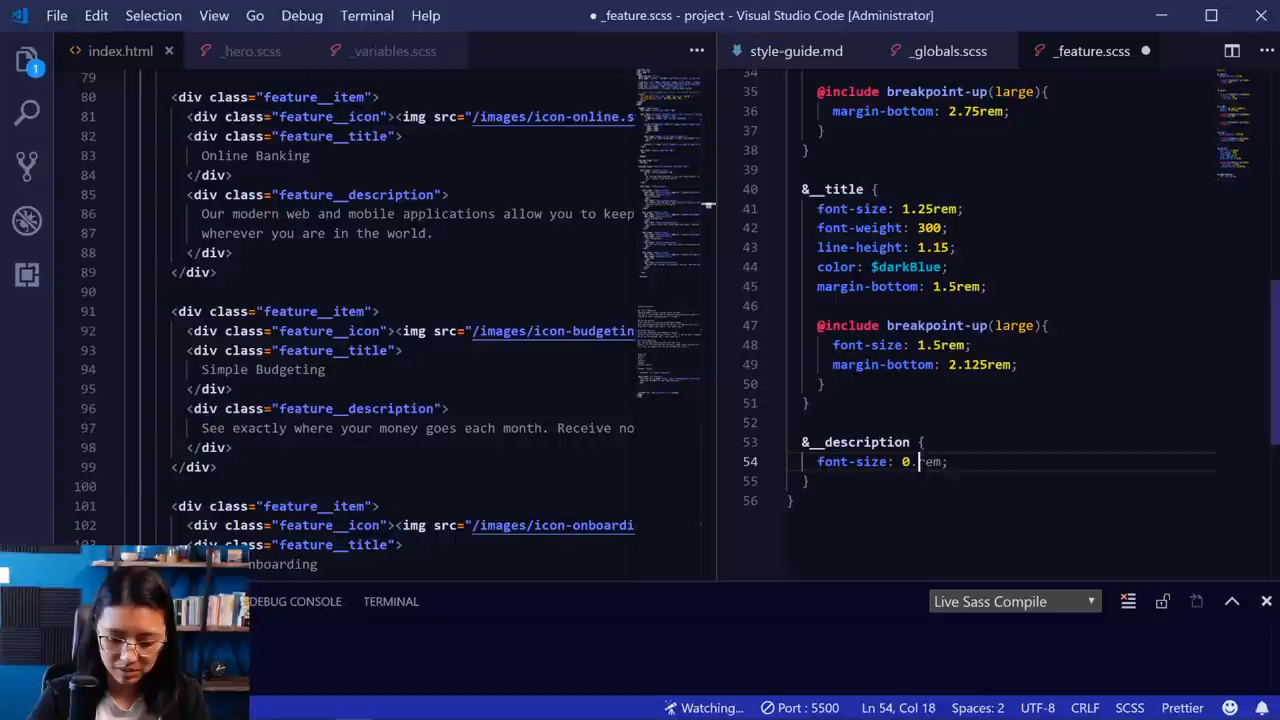 File Edit Selection View Go Debug Terminal Help
● _feature.scss - project - Visual Studio Code [Administrator]
index.html
_hero.scss
_variables.scss
style-guide.md
_globals.scss
_feature.scss
1
79
80 <div class="feature__item">
81 <div class="feature__icon"><img src="/images/icon-online.s
82 <div class="feature__title">
83 Online Banking
84 </div>
85 <div class="feature__description">
86 Our modern web and mobile applications allow you to keep
87 wherever you are in the world.
88 </div>
89 </div>
90
91 <div class="feature__item">
92 <div class="feature__icon"><img src="/images/icon-budgetin
93 <div class="feature__title">
94 Simple Budgeting
95 </div>
96 <div class="feature__description">
97 See exactly where your money goes each month. Receive no
98 </div>
99 </div>
100
101 <div class="feature__item">
102 <div class="feature__icon"><img src="/images/icon-onboardi
103 <div class="feature__title">
nboarding
34
35 @include breakpoint-up(large){
36 margin-bottom: 2.75rem;
37 }
38 }
39
40 &__title {
41 font-size: 1.25rem;
42 font-weight: 300;
43 line-height: 1.15;
44 color: $darkBlue;
45 margin-bottom: 1.5rem;
46
47 @include breakpoint-up(large){
48 font-size: 1.5rem;
49 margin-bottom: 2.125rem;
50 }
51 }
52
53 &__description {
54 font-size: 0.rem;
55 }
56 }
DEBUG CONSOLE TERMINAL
Live Sass Compile
Watching... Port : 5500 Ln 54, Col 18 Spaces: 2 UTF-8 CRLF SCSS Prettier